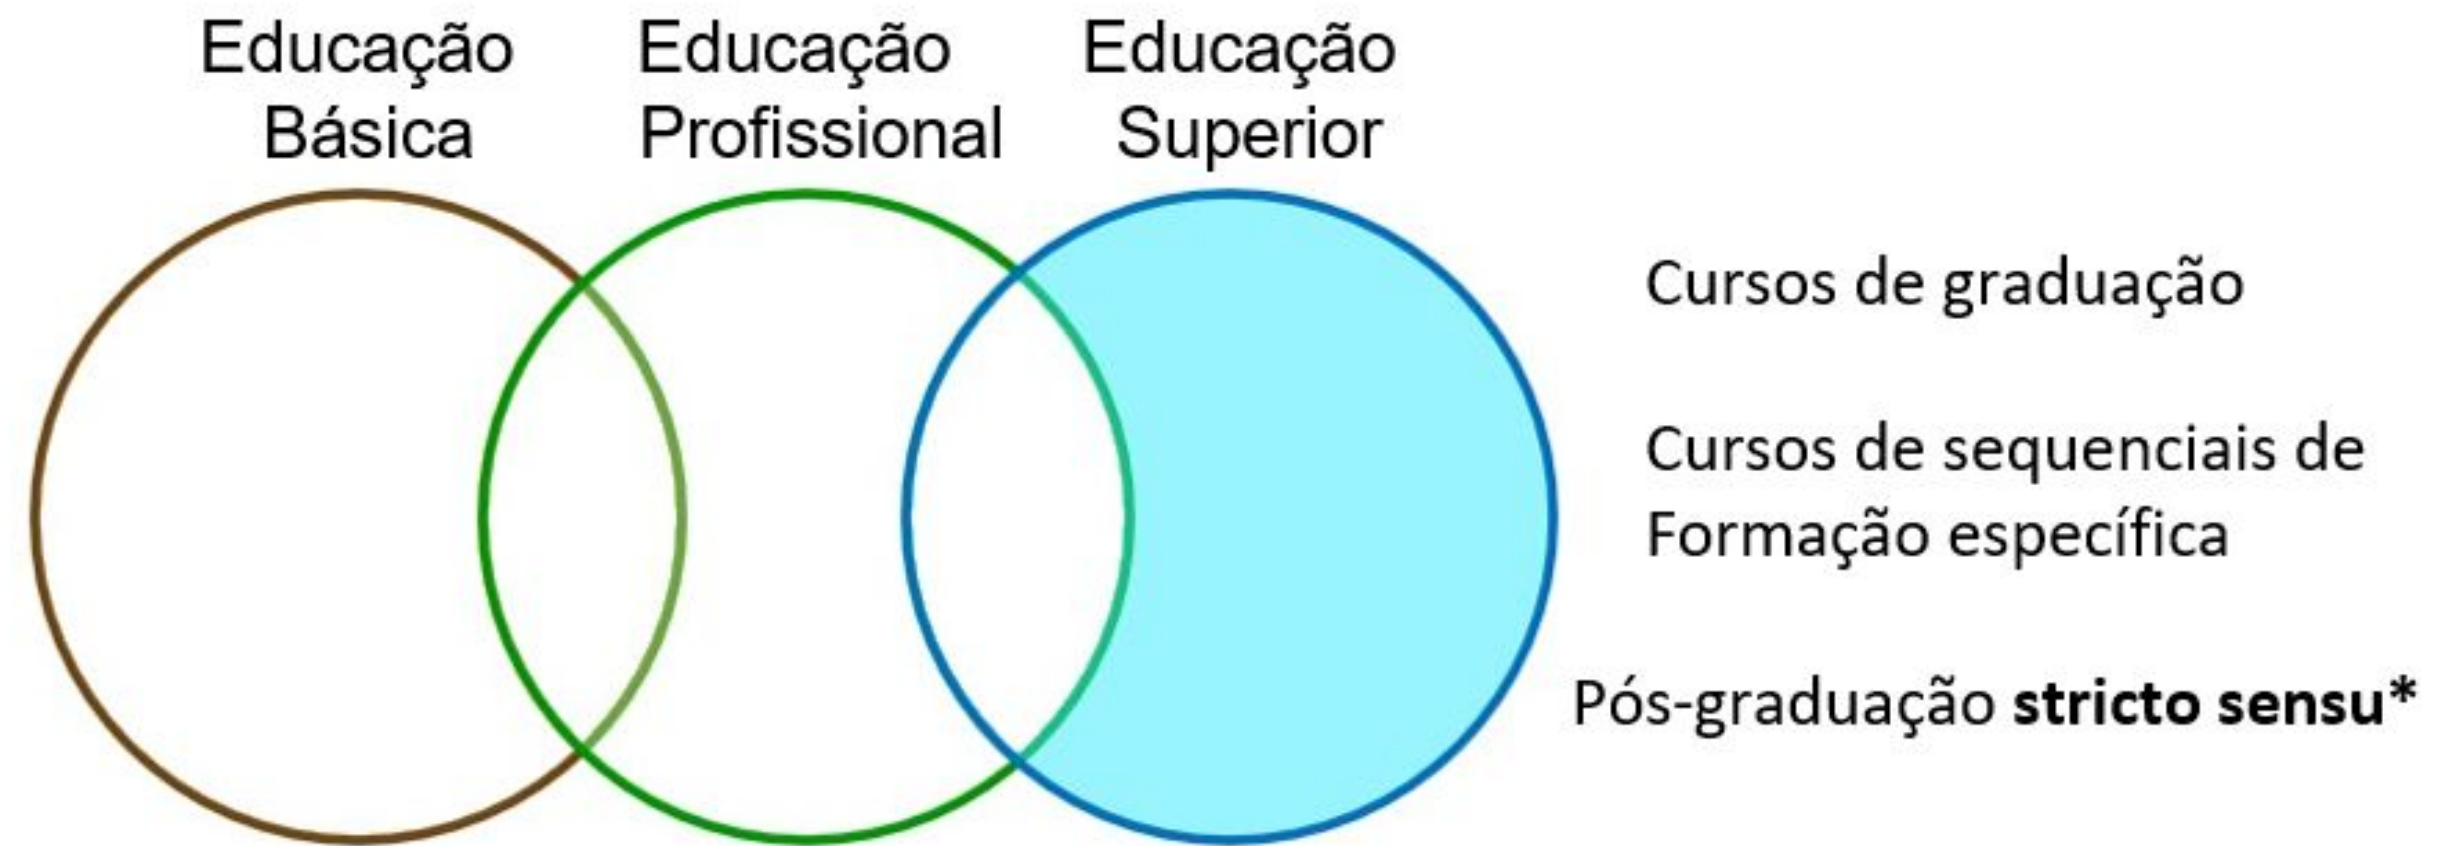 Educação
Básica
Educação
Profissional
Educação
Superior
Cursos de graduação
Cursos de sequenciais de
Formação específica
Pós-graduação stricto sensu*